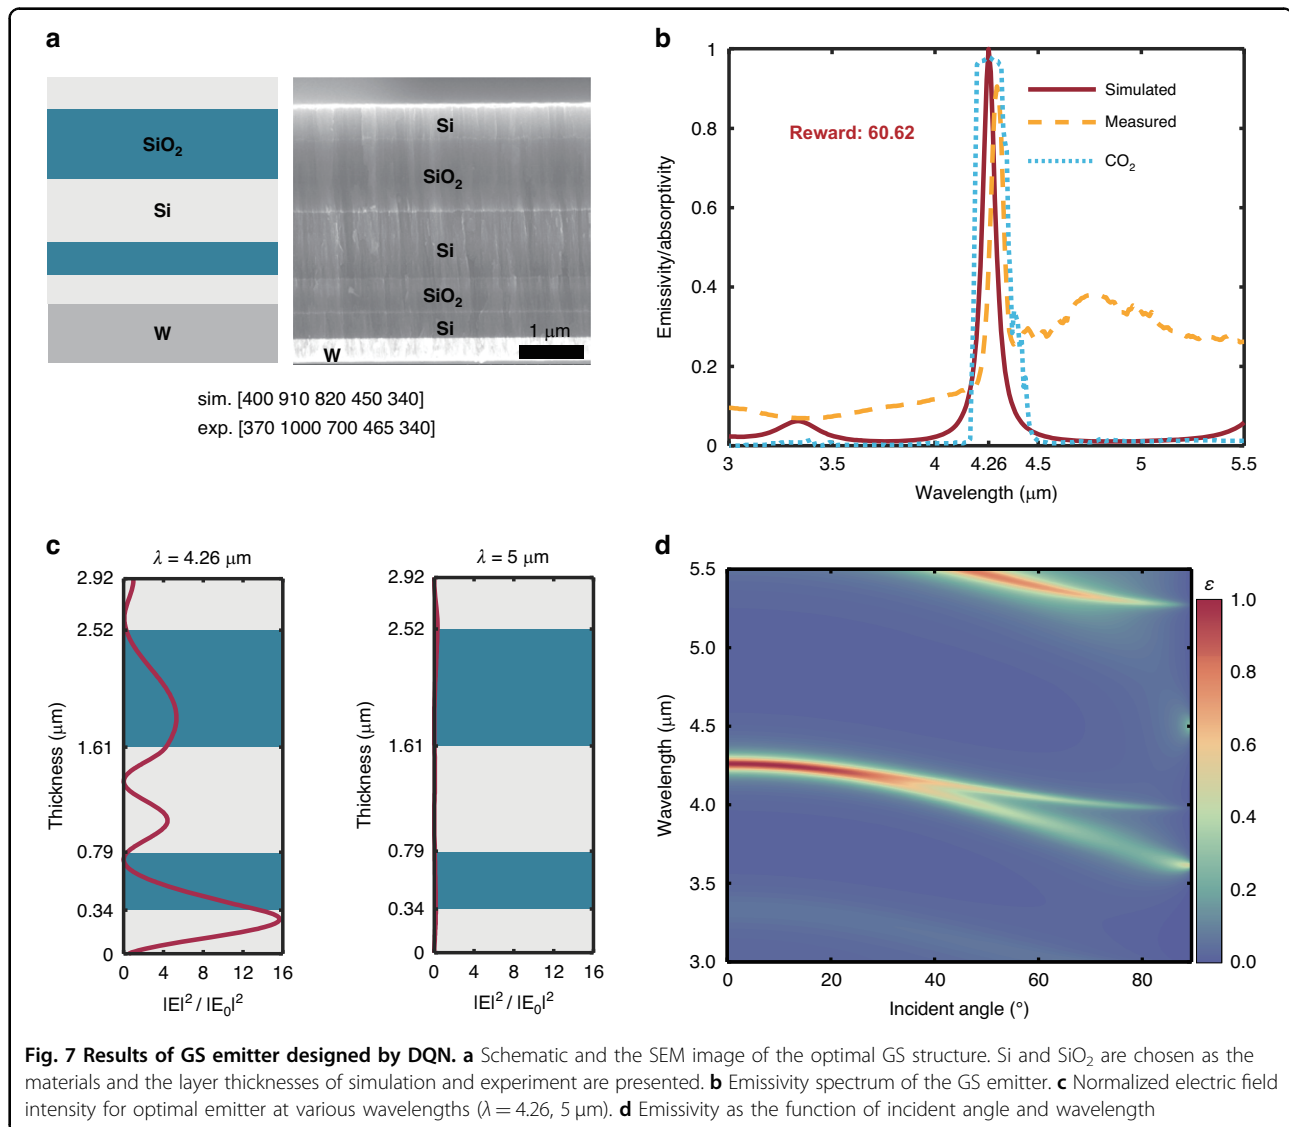 a
SiO2
Si
W
Si
SiO2
Si
SiO2
Si
W
1 μm
sim. [400 910 820 450 340]
exp. [370 1000 700 465 340]
b
Emissivity/absorptivity
1
0.8
0.6
0.4
0.2
0
3
3.5
4
4.26
4.5
5
5.5
Wavelength (μm)
Reward: 60.62
Simulated
Measured
CO2
c
λ = 4.26 μm
Thickness (μm)
2.92
2.52
1.61
0.79
0.34
0
0 4 8 12 16
|E|² / |E0|²
λ = 5 μm
Thickness (μm)
2.92
2.52
1.61
0.79
0.34
0
0 4 8 12 16
|E|² / |E0|²
d
Wavelength (μm)
5.5
5.0
4.5
4.0
3.5
3.0
0 20 40 60 80
Incident angle (°)
ε
1.0
0.8
0.6
0.4
0.2
0.0
Fig. 7 Results of GS emitter designed by DQN. a Schematic and the SEM image of the optimal GS structure. Si and SiO2 are chosen as the
materials and the layer thicknesses of simulation and experiment are presented. b Emissivity spectrum of the GS emitter. c Normalized electric field
intensity for optimal emitter at various wavelengths (λ = 4.26, 5 μm). d Emissivity as the function of incident angle and wavelength